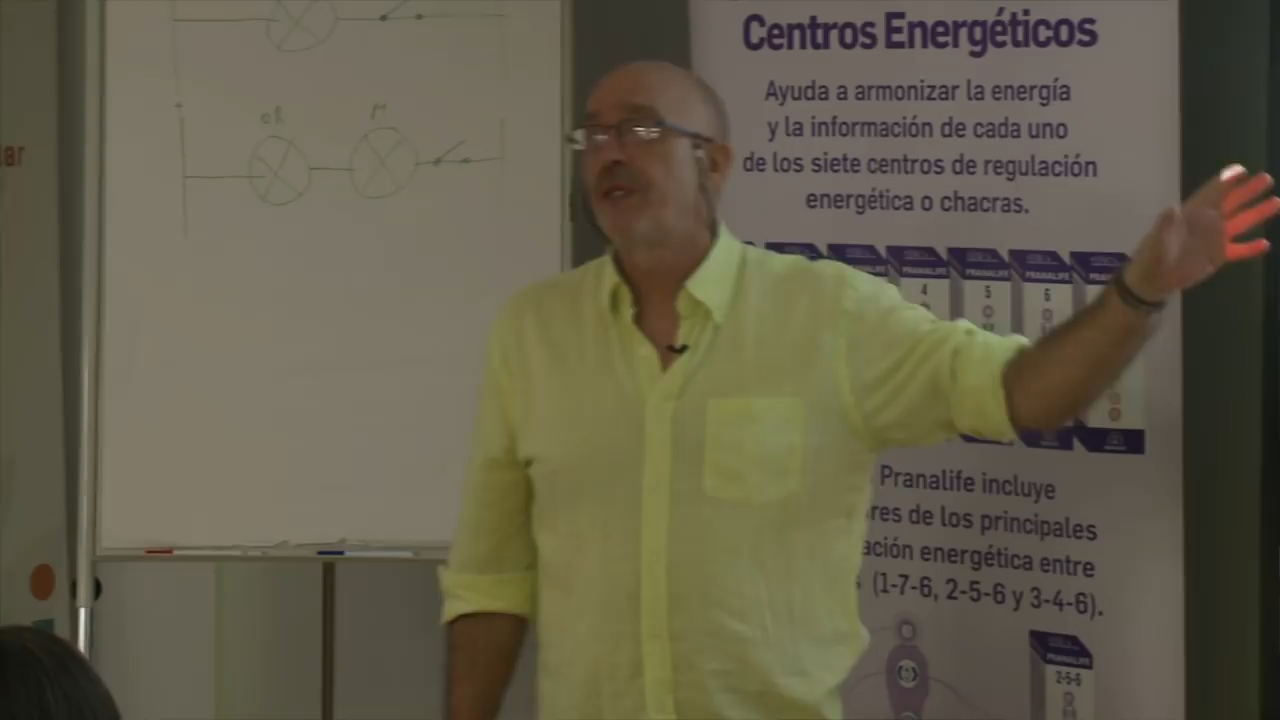 OR M
ar
Centros Energéticos
Ayuda a armonizar la energía
y la información de cada uno
de los siete centros de regulación
energética o chacras.
PRANALIFE PRANALIFE PRANALIFE
4 5 6
Pranalife incluye
res de los principales
ación energética entre
(1-7-6, 2-5-6 y 3-4-6).
PRANALIFE
2-5-6